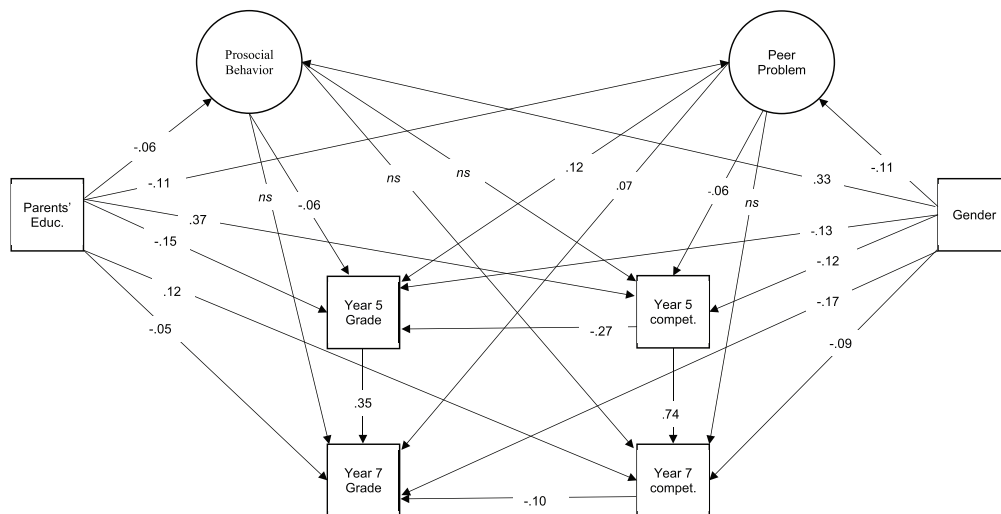 Prosocial
Behavior
Peer
Problem
-.06
-.11
.12
.07
-.06
.33
-.11
ns
ns
ns
ns
Parents’
Educ.
Gender
-.06
.37
-.15
-.13
-.12
-.17
.12
-.05
-.09
Year 5
Grade
Year 5
compet.
-.27
.35
.74
Year 7
Grade
Year 7
compet.
-.10